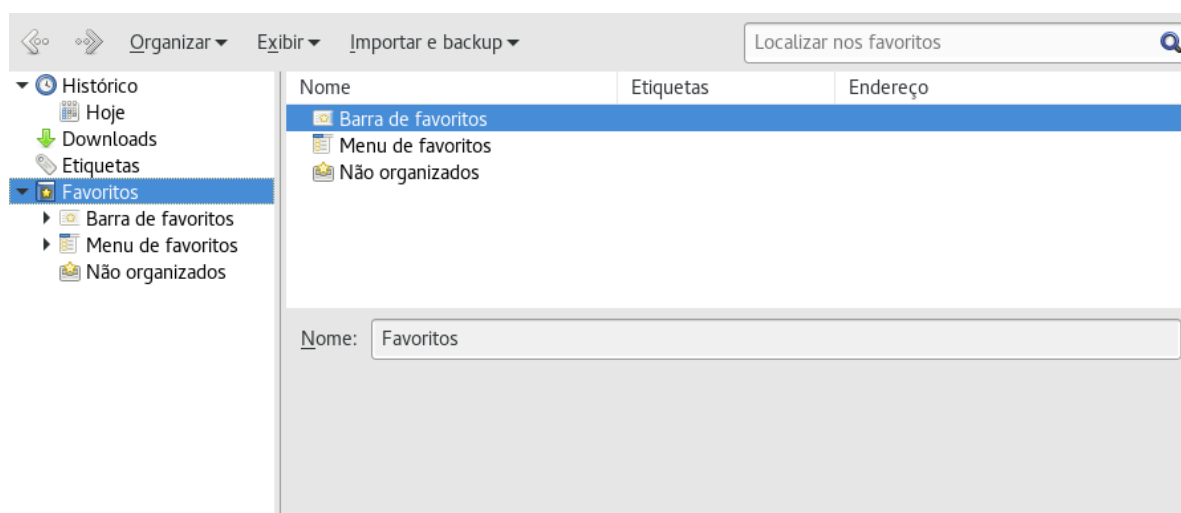 Organizar Exibir Importar e backup Localizar nos favoritos
Histórico
Hoje
Downloads
Etiquetas
Favoritos
Barra de favoritos
Menu de favoritos
Não organizados
Nome Etiquetas Endereço
Barra de favoritos
Menu de favoritos
Não organizados
Nome: Favoritos